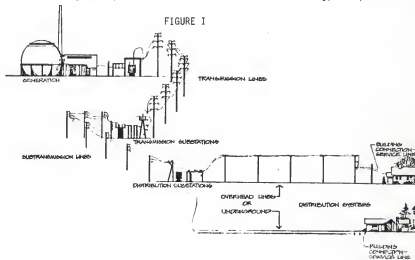 FIGURE I
GENERATION
TRANSMISSION LINES
TRANSMISSION SUBSTATIONS
SUBTRANSMISSION LINES
BUILDING
CONNECTION-
SERVICE LINE
DISTRIBUTION SUBSTATIONS
OVERHEAD LINES
OR
UNDERGROUND
DISTRIBUTION SYSTEMS
BUILDING
CONNECTION-
SERVICE LINE